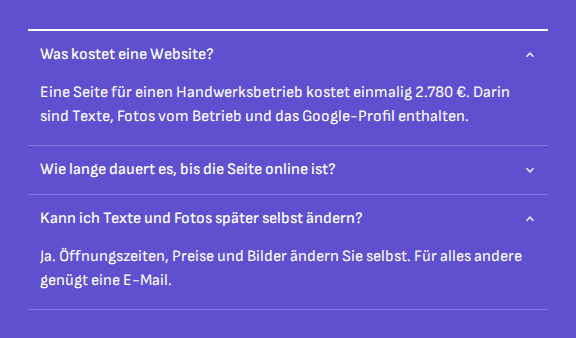 Was kostet eine Website?
Eine Seite für einen Handwerksbetrieb kostet einmalig 2.780 €. Darin
sind Texte, Fotos vom Betrieb und das Google-Profil enthalten.
Wie lange dauert es, bis die Seite online ist?
Kann ich Texte und Fotos später selbst ändern?
Ja. Öffnungszeiten, Preise und Bilder ändern Sie selbst. Für alles andere
genügt eine E-Mail.